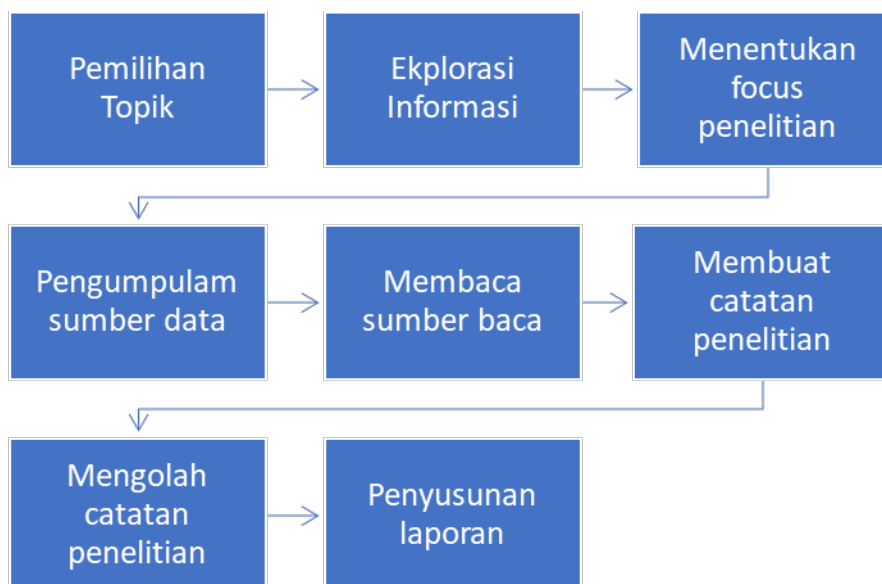 Pemilihan
Topik
Ekplorasi
Informasi
Menentukan
focus
penelitian
Pengumpulam
sumber data
Membaca
sumber baca
Membuat
catatan
penelitian
Mengolah
catatan
penelitian
Penyusunan
laporan